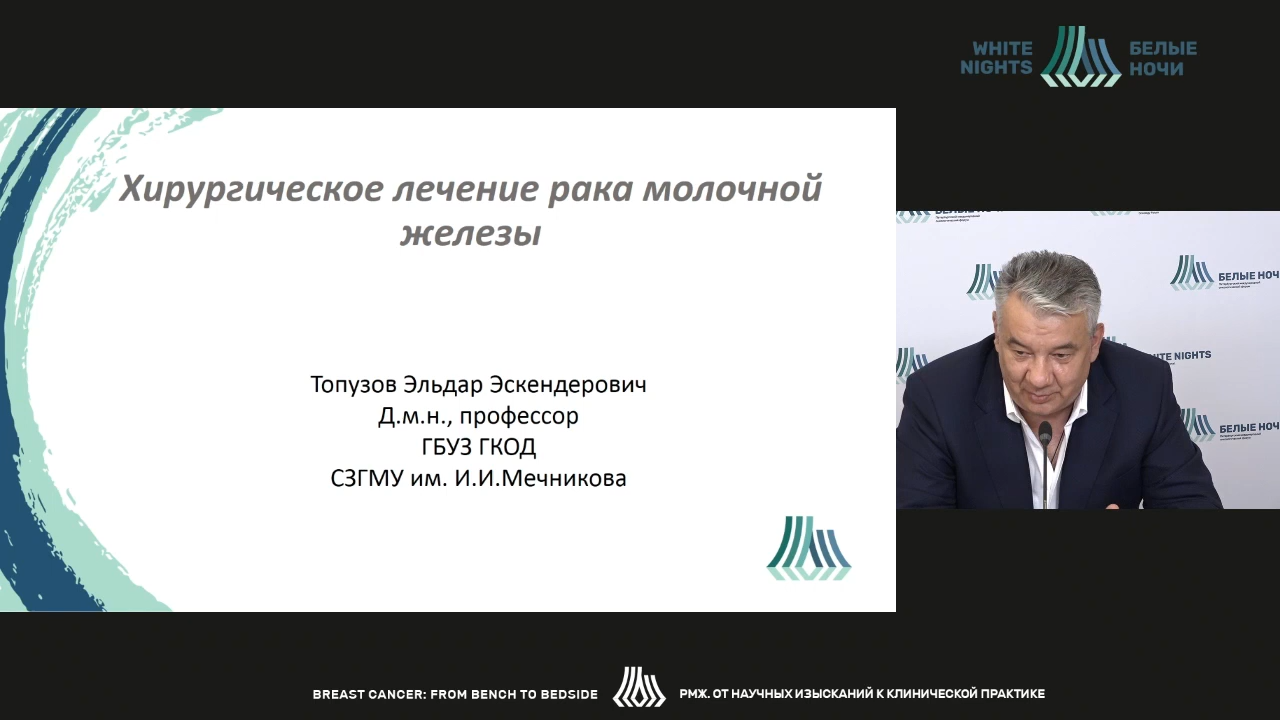 WHITE NIGHTS
БЕЛЫЕ НОЧИ
Хирургическое лечение рака молочной
железы
Топузов Эльдар Эскендерович
Д.м.н., профессор
ГБУЗ ГКОД
СЗГМУ им. И.И.Мечникова
БЕЛЫЕ НОЧ
WHITE NIGHTS
БЕЛЫЕ НОЧ
BREAST CANCER: FROM BENCH TO BEDSIDE
РМЖ. ОТ НАУЧНЫХ ИЗЫСКАНИЙ К КЛИНИЧЕСКОЙ ПРАКТИКЕ